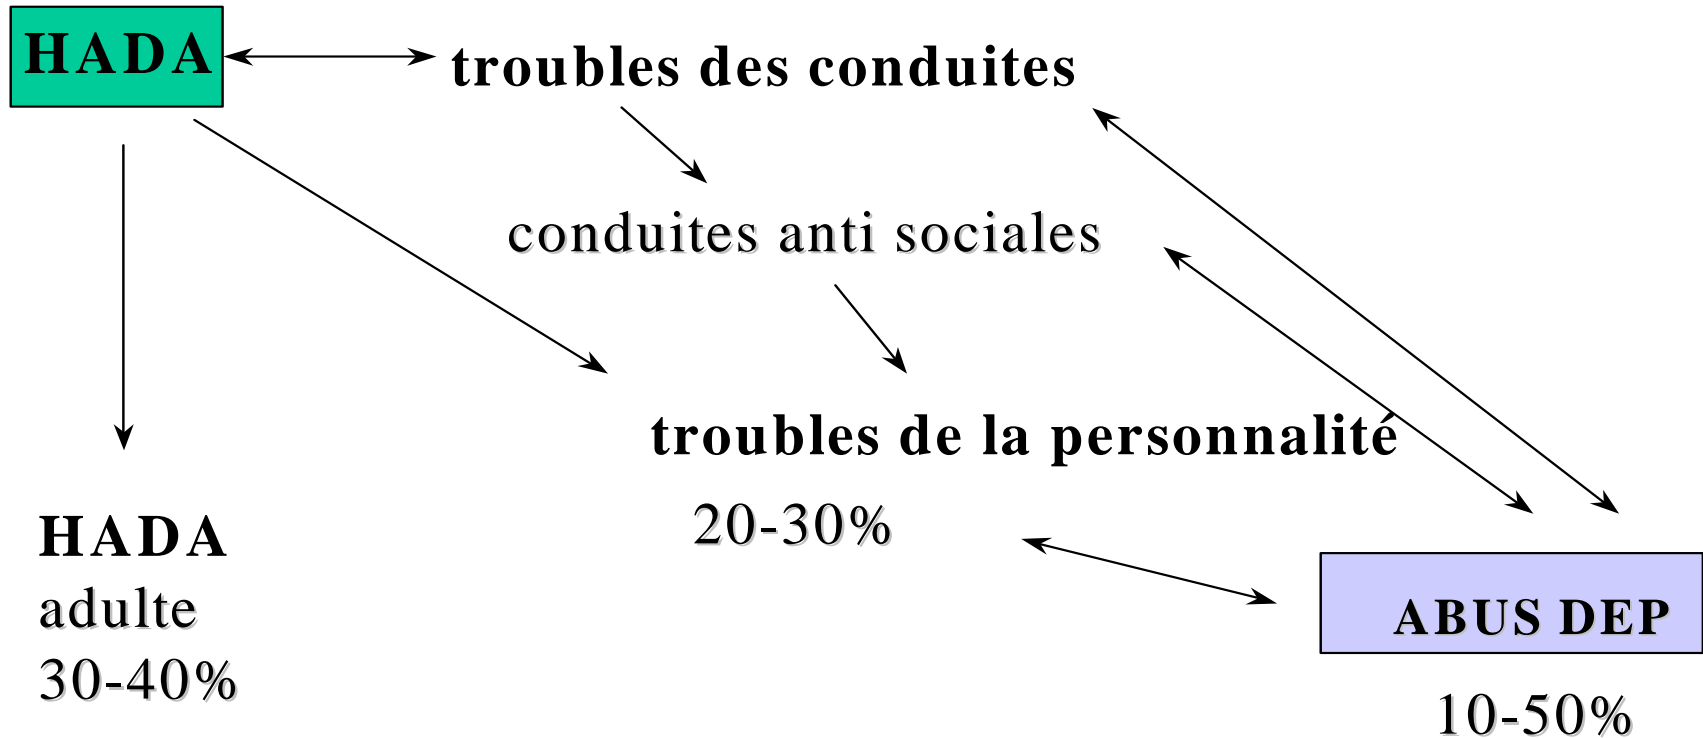 HADA
troubles des conduites
conduites anti sociales
troubles de la personnalité
20-30%
HADA
adulte
30-40%
ABUS DEP
10-50%